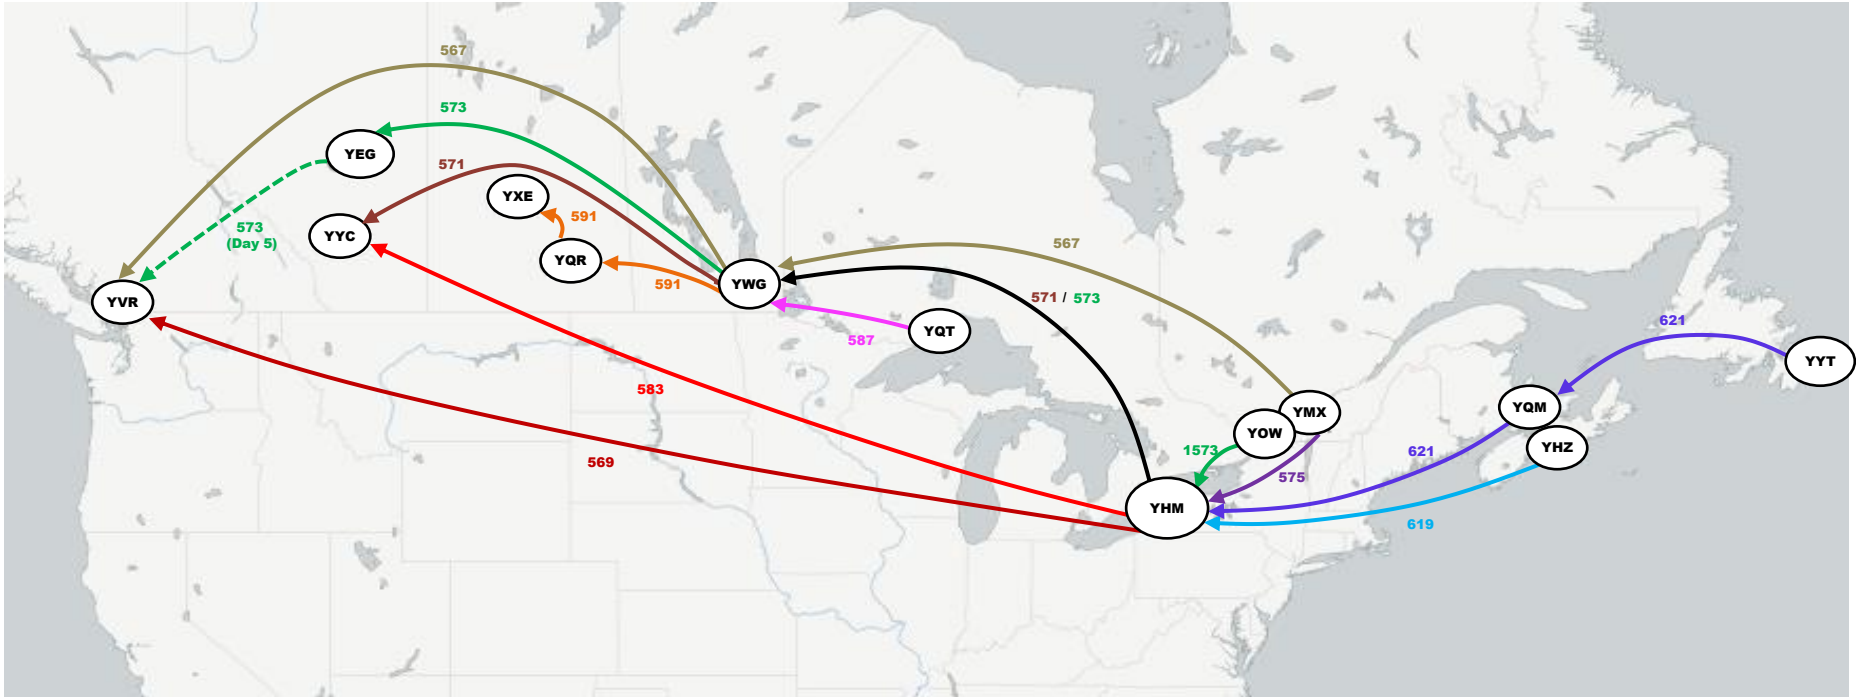 567
573
YEG
571
YXE
591
573
(Day 5)
YYC
567
YQR
YWG
591
571 / 573
YVR
YQT
587
621
YYT
583
YQM
YMX
YOW
YHZ
1573
621
569
575
YHM
619